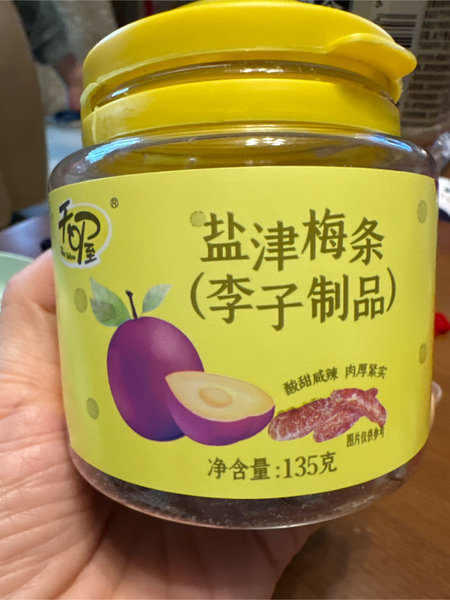 ®
盐津梅条
(李子制品)
酸甜咸辣 肉厚紧实
图片仅供参考
净含量:135克